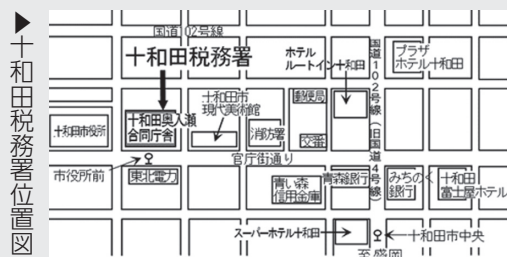 ▶十和田税務署位置図
国道102号線
十和田税務署
ホテル
ルートイン十和田
プラザ
ホテル十和田
国道102号線(旧国道4号線)
十和田市
現代美術館
郵便局
十和田市役所
十和田奥入瀬
合同庁舎
消防署
交番
官庁街通り
市役所前
東北電力
青い森
信用金庫
青森銀行
みちのく
銀行
十和田
富士屋ホテル
スーパーホテル十和田
十和田市中央
至盛岡